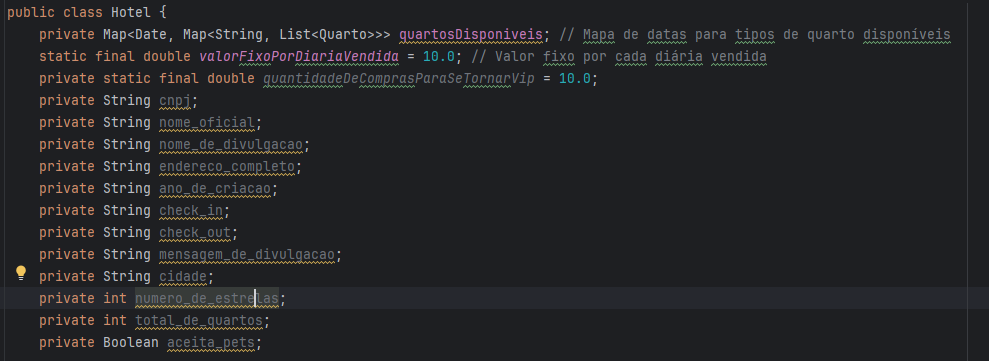 public class Hotel {
private Map<Date, Map<String, List<Quarto>>> quartosDisponiveis; // Mapa de datas para tipos de quarto disponíveis
static final double valorFixoPorDiariaVendida = 10.0; // Valor fixo por cada diária vendida
private static final double quantidadeDeComprasParaSeTornarVip = 10.0;
private String cnpj;
private String nome_oficial;
private String nome_de_divulgacao;
private String endereco_completo;
private String ano_de_criacao;
private String check_in;
private String check_out;
private String mensagem_de_divulgacao;
private String cidade;
private int numero_de_estrelas;
private int total_de_quartos;
private Boolean aceita_pets;